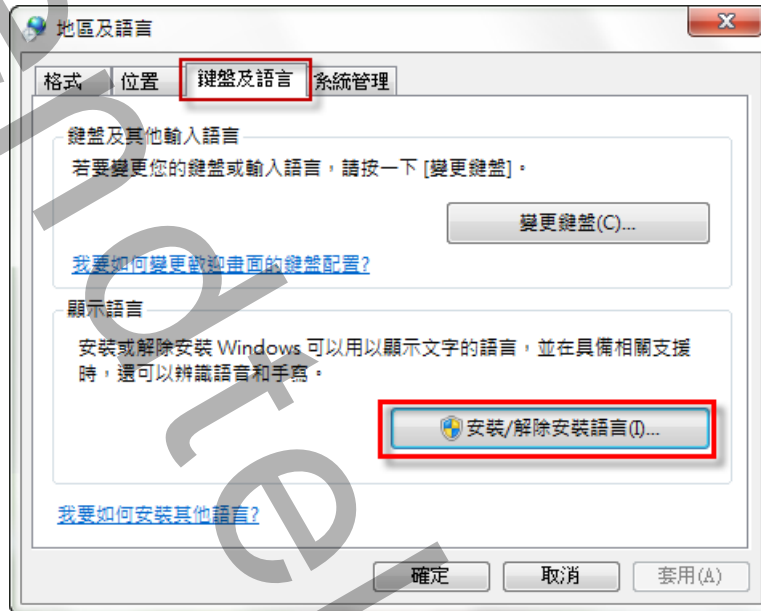 地區及語言
格式 位置 鍵盤及語言 系統管理
鍵盤及其他輸入語言
若要變更您的鍵盤或輸入語言，請按一下 [變更鍵盤]。
變更鍵盤(C)...
我要如何變更歡迎畫面的鍵盤配置?
顯示語言
安裝或解除安裝 Windows 可以用以顯示文字的語言，並在具備相關支援
時，還可以辨識語音和手寫。
安裝/解除安裝語言(I)...
我要如何安裝其他語言?
確定 取消 套用(A)